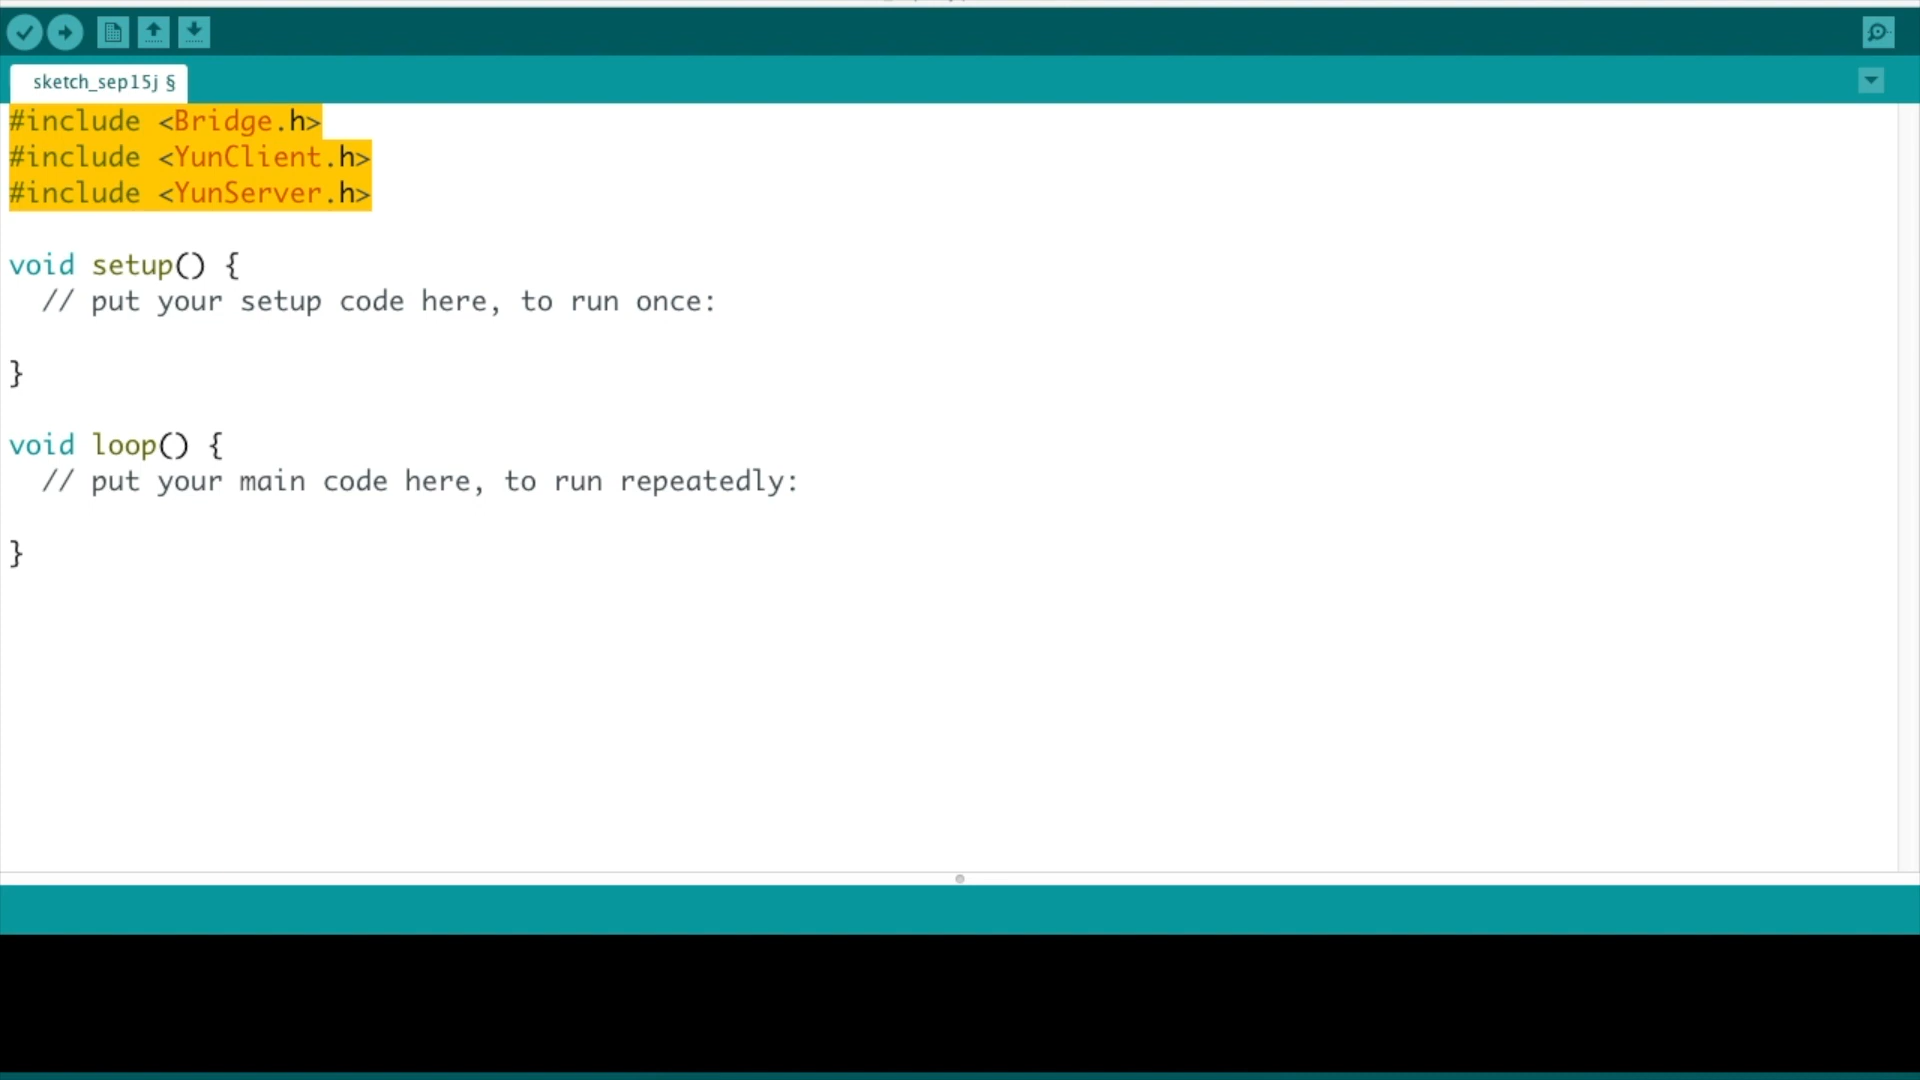 sketch_sep15j §
#include <Bridge.h>
#include <YunClient.h>
#include <YunServer.h>
void setup() {
// put your setup code here, to run once:
}
void loop() {
// put your main code here, to run repeatedly:
}